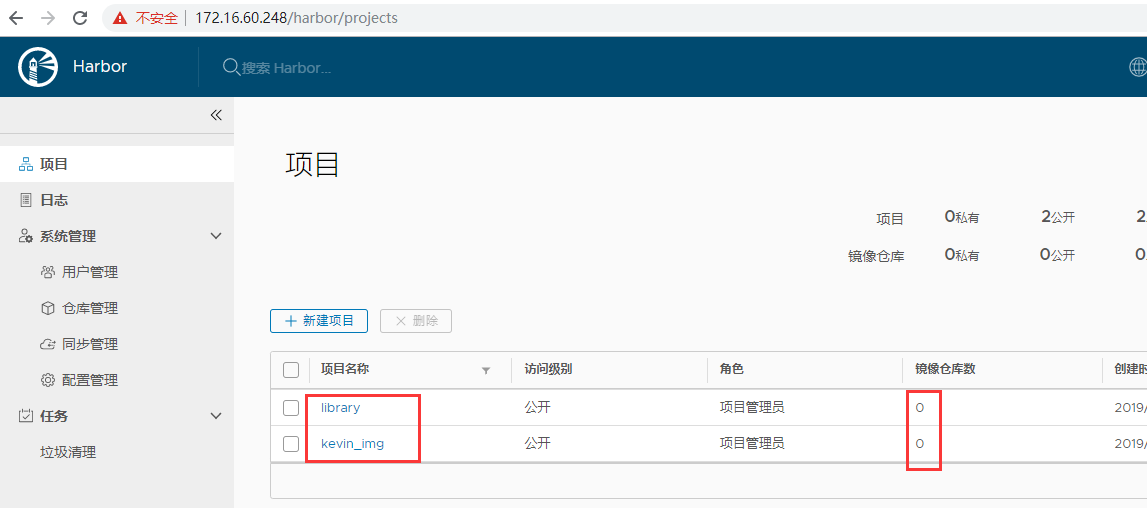 不安全 172.16.60.248/harbor/projects
Harbor 搜索 Harbor...
项目
日志
系统管理
用户管理
仓库管理
同步管理
配置管理
任务
垃圾清理
项目
项目 0私有 2公开 2
镜像仓库 0私有 0公开 0
新建项目 删除
项目名称 访问级别 角色 镜像仓库数 创建时
library 公开 项目管理员 0 2019/
kevin_img 公开 项目管理员 0 2019/